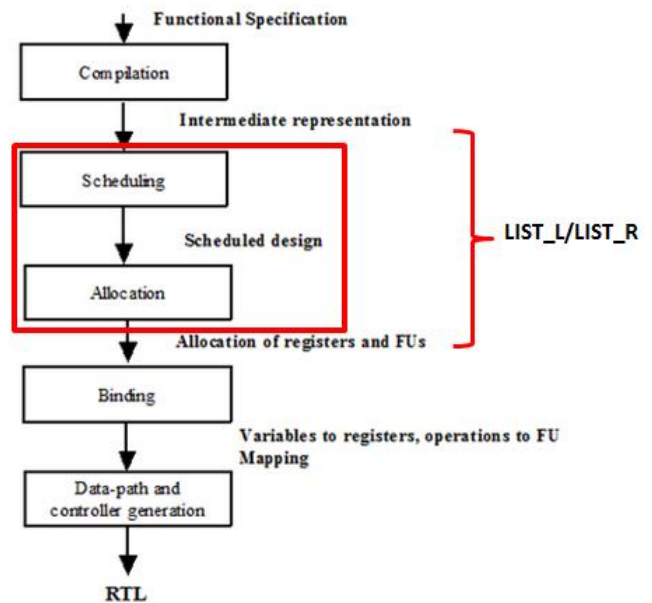 Functional Specification
Compilation
Intermediate representation
Scheduling
Scheduled design
LIST_L/LIST_R
Allocation
Allocation of registers and FUs
Binding
Variables to registers, operations to FU
Mapping
Data-path and
controller generation
RTL